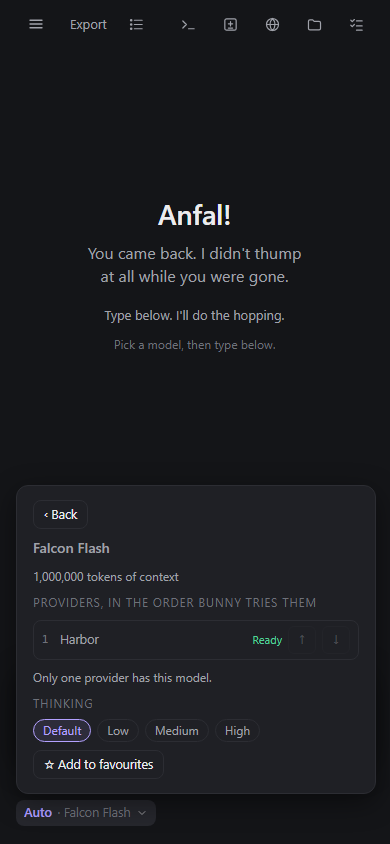 Export
Anfal!
You came back. I didn't thump
at all while you were gone.
Type below. I'll do the hopping.
Pick a model, then type below.
‹ Back
Falcon Flash
1,000,000 tokens of context
PROVIDERS, IN THE ORDER BUNNY TRIES THEM
1 Harbor Ready ↑ ↓
Only one provider has this model.
THINKING
Default Low Medium High
☆ Add to favourites
Auto · Falcon Flash